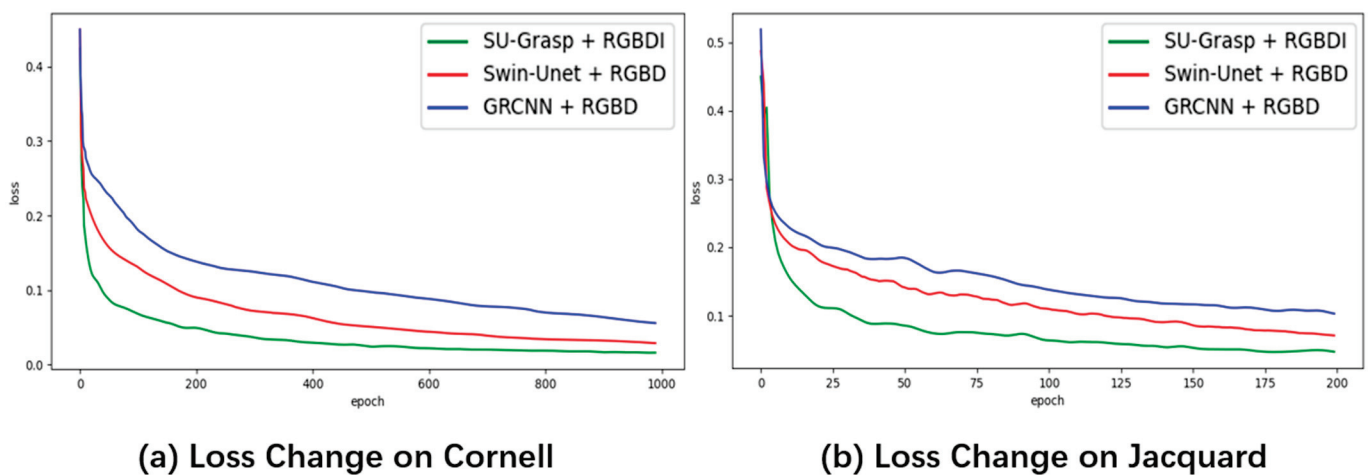 SU-Grasp + RGBDI
Swin-Unet + RGBD
GRCNN + RGBD
0.4
0.3
0.2
0.1
0.0
loss
0
200
400
600
800
1000
epoch
(a) Loss Change on Cornell
SU-Grasp + RGBDI
Swin-Unet + RGBD
GRCNN + RGBD
0.5
0.4
0.3
0.2
0.1
loss
0
25
50
75
100
125
150
175
200
epoch
(b) Loss Change on Jacquard